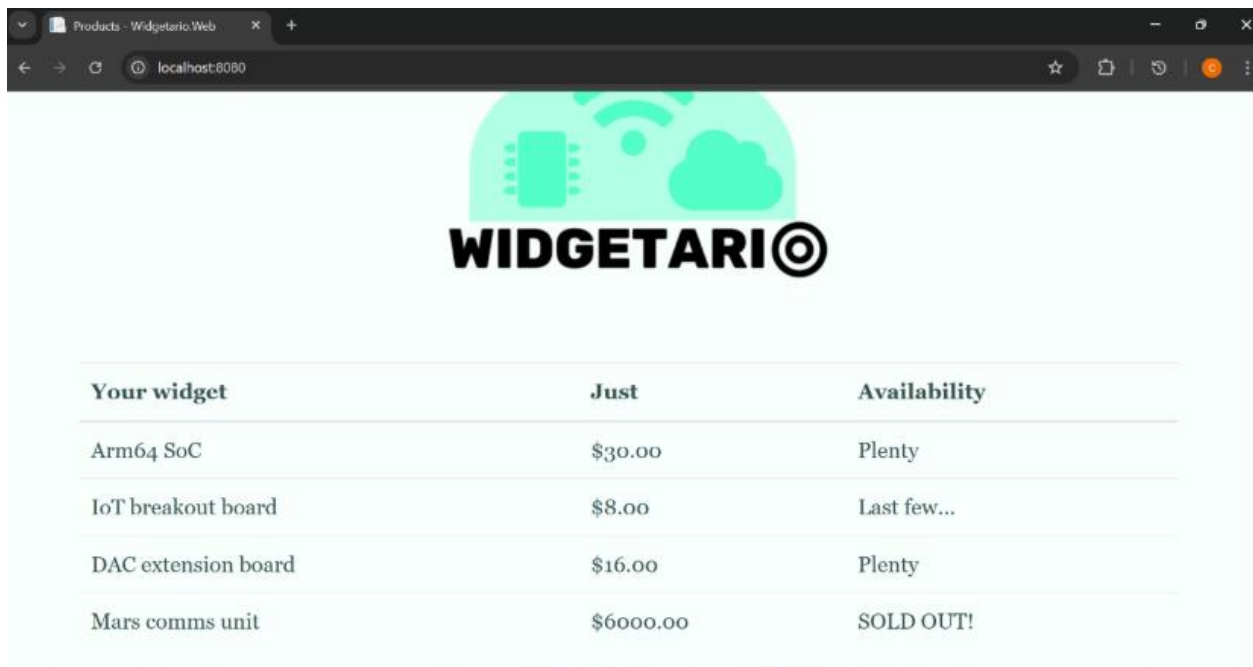 Products - Widgetario.Web
localhost:8080
C
WIDGETARIO
Your widget Just Availability
Arm64 SoC $30.00 Plenty
IoT breakout board $8.00 Last few...
DAC extension board $16.00 Plenty
Mars comms unit $6000.00 SOLD OUT!